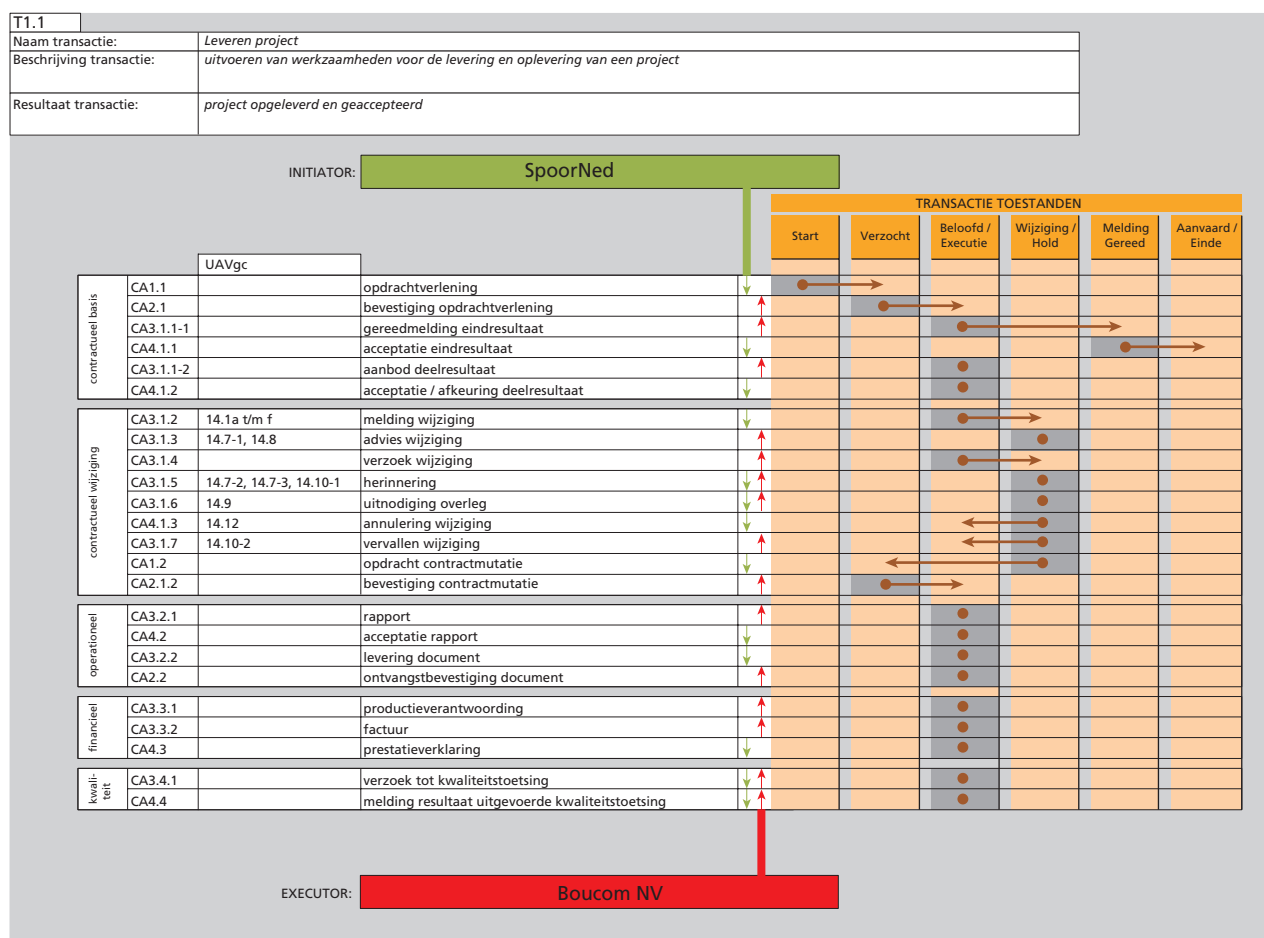 T1.1
Naam transactie: Leveren project
Beschrijving transactie: uitvoeren van werkzaamheden voor de levering en oplevering van een project
Resultaat transactie: project opgeleverd en geaccepteerd
INITIATOR: SpoorNed
TRANSACTIE TOESTANDEN
Start Verzocht Beloofd / Executie Wijziging / Hold Melding Gereed Aanvaard / Einde
UAVgc
contractueel basis
CA1.1 opdrachtverlening
CA2.1 bevestiging opdrachtverlening
CA3.1.1-1 gereedmelding eindresultaat
CA4.1.1 acceptatie eindresultaat
CA3.1.1-2 aanbod deelresultaat
CA4.1.2 acceptatie / afkeuring deelresultaat
contractueel wijziging
CA3.1.2 14.1a t/m f melding wijziging
CA3.1.3 14.7-1, 14.8 advies wijziging
CA3.1.4 verzoek wijziging
CA3.1.5 14.7-2, 14.7-3, 14.10-1 herinnering
CA3.1.6 14.9 uitnodiging overleg
CA4.1.3 14.12 annulering wijziging
CA3.1.7 14.10-2 vervallen wijziging
CA1.2 opdracht contractmutatie
CA2.1.2 bevestiging contractmutatie
operationeel
CA3.2.1 rapport
CA4.2 acceptatie rapport
CA3.2.2 levering document
CA2.2 ontvangstbevestiging document
financieel
CA3.3.1 productieverantwoording
CA3.3.2 factuur
CA4.3 prestatieverklaring
kwali-
teit
CA3.4.1 verzoek tot kwaliteitstoetsing
CA4.4 melding resultaat uitgevoerde kwaliteitstoetsing
EXECUTOR: Boucom NV